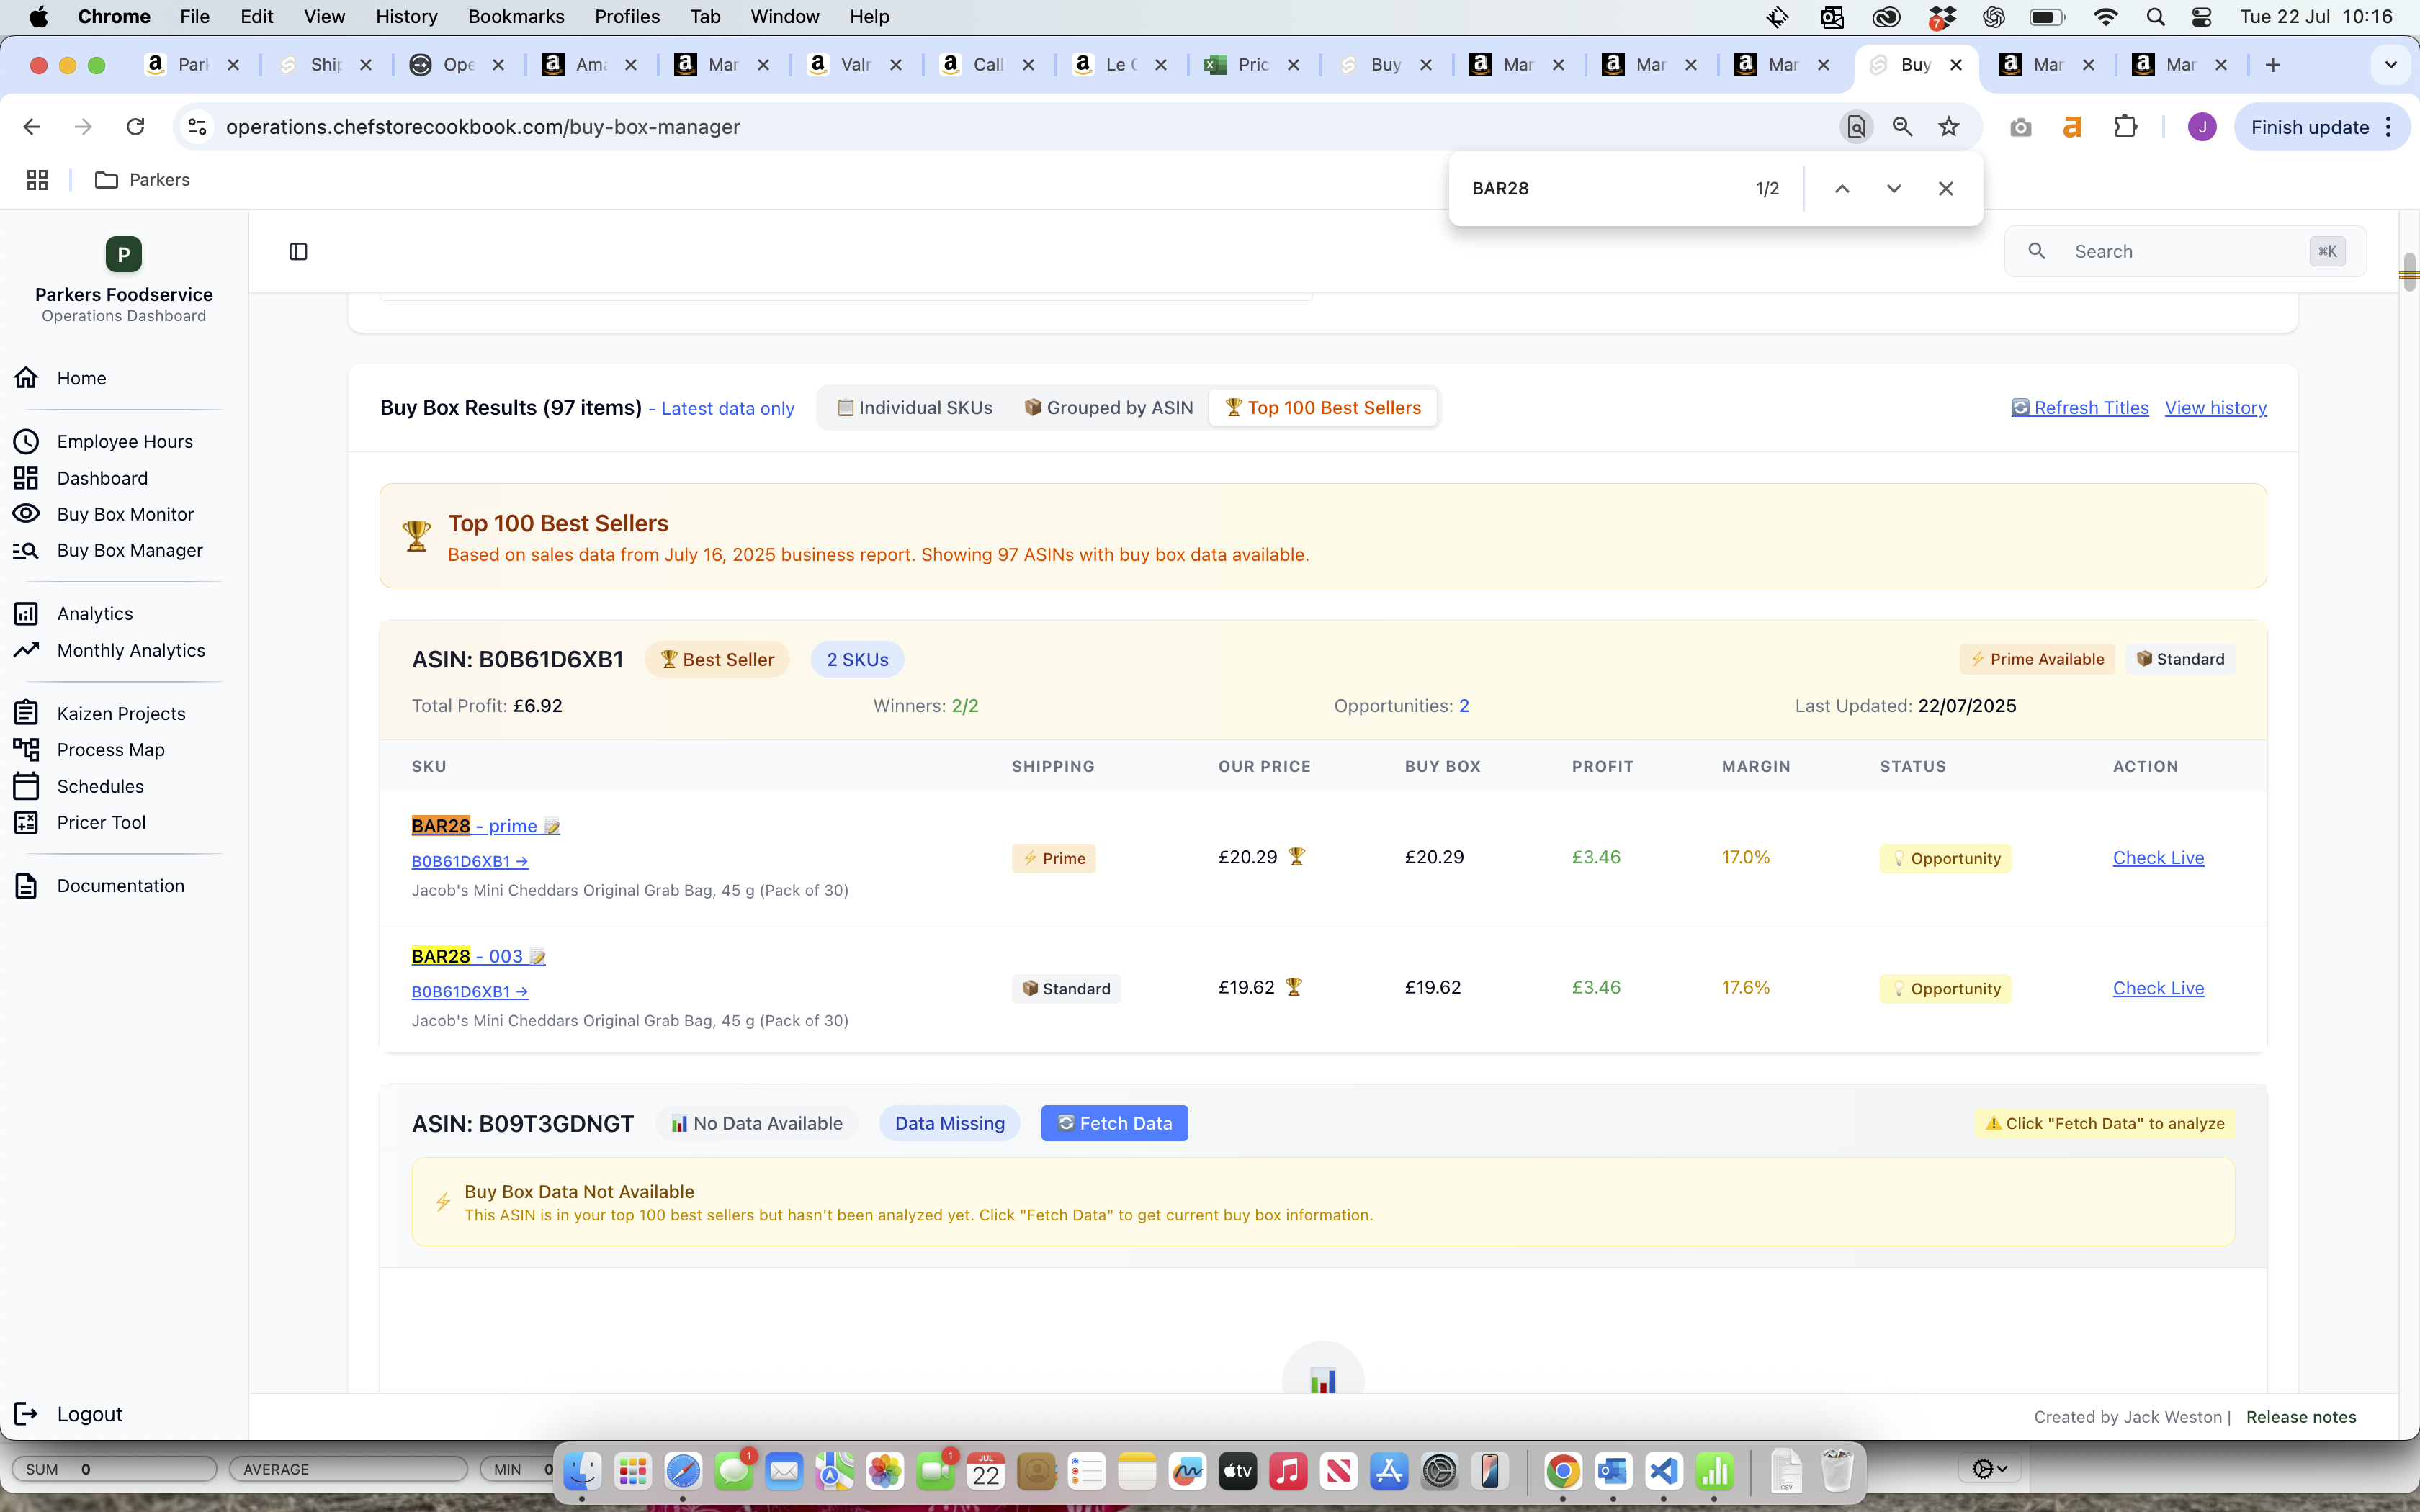 Chrome File Edit View History Bookmarks Profiles Tab Window Help
7
Tue 22 Jul 10:16
Park Ship Ope Ama Mar Valr Call Le C Pric Buy Mar Mar Mar Buy Mar Mar
operations.chefstorecookbook.com/buy-box-manager
J
Finish update
Parkers
BAR28 1/2
P
Parkers Foodservice
Operations Dashboard
Search ⌘K
Home
Employee Hours
Dashboard
Buy Box Monitor
Buy Box Manager
Analytics
Monthly Analytics
Kaizen Projects
Process Map
Schedules
Pricer Tool
Documentation
Logout
Buy Box Results (97 items) - Latest data only
Individual SKUs
Grouped by ASIN
Top 100 Best Sellers
Refresh Titles View history
Top 100 Best Sellers
Based on sales data from July 16, 2025 business report. Showing 97 ASINs with buy box data available.
ASIN: B0B61D6XB1 Best Seller 2 SKUs
Prime Available Standard
Total Profit: £6.92 Winners: 2/2 Opportunities: 2 Last Updated: 22/07/2025
SKU SHIPPING OUR PRICE BUY BOX PROFIT MARGIN STATUS ACTION
BAR28 - prime
B0B61D6XB1 →
Jacob's Mini Cheddars Original Grab Bag, 45 g (Pack of 30)
Prime £20.29 £20.29 £3.46 17.0% Opportunity Check Live
BAR28 - 003
B0B61D6XB1 →
Jacob's Mini Cheddars Original Grab Bag, 45 g (Pack of 30)
Standard £19.62 £19.62 £3.46 17.6% Opportunity Check Live
ASIN: B09T3GDNGT No Data Available Data Missing Fetch Data
Click "Fetch Data" to analyze
Buy Box Data Not Available
This ASIN is in your top 100 best sellers but hasn't been analyzed yet. Click "Fetch Data" to get current buy box information.
Created by Jack Weston | Release notes
SUM 0 AVERAGE MIN 0
1
1
JUL
22
tv
CSV